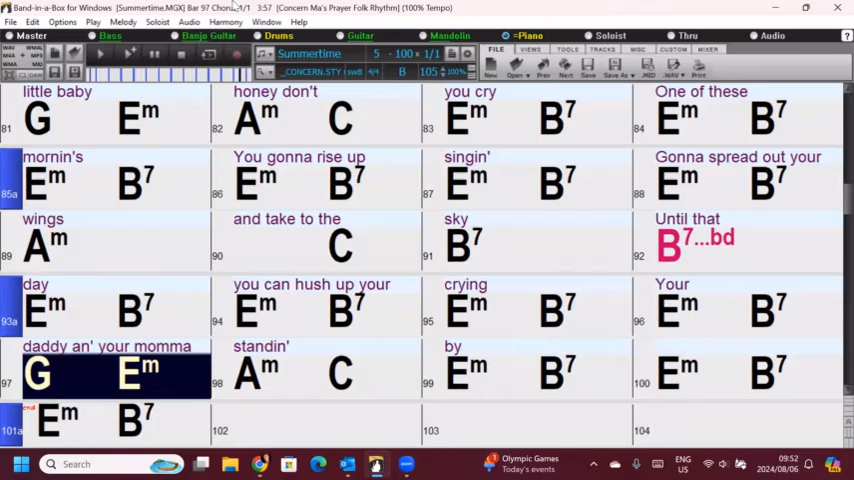 Band-in-a-Box for Windows [Summertime.MGX] Bar 97 Chorus 1/1 3:57 [Concern Ma's Prayer Folk Rhythm] (100% Tempo)
File Options Play Melody Soloist Audio Harmony Window Help
Master Bass Banjo Guitar Drums =Piano Guitar Mandolin Soloist Thru Audio
Summertime 5 - 100 x 1/1
_CONCERN.STY swB 4/4 B 105 100%
FILE VIEWS TOOLS TRACKS MISC CUSTOM MIXER
New Open Prev Next Save Save As .MID .WAV Print
little baby honey don't you cry One of these
81 G Em 82 Am C 83 Em B7 84 Em B7
mornin's You gonna rise up singin' Gonna spread out your
85a Em B7 86 Em B7 87 Em B7 88 Em B7
wings and take to the sky Until that
89 Am 90 C 91 B7 92 B7...bd
day you can hush up your crying Your
93a Em B7 94 Em B7 95 Em B7 96 Em B7
daddy an' your momma standin' by
97 G Em 98 Am C 99 Em B7 100 Em B7
101a end Em B7 102 103 104
Search
Olympic Games
Today's events
ENG
US
09:52
2024/08/06